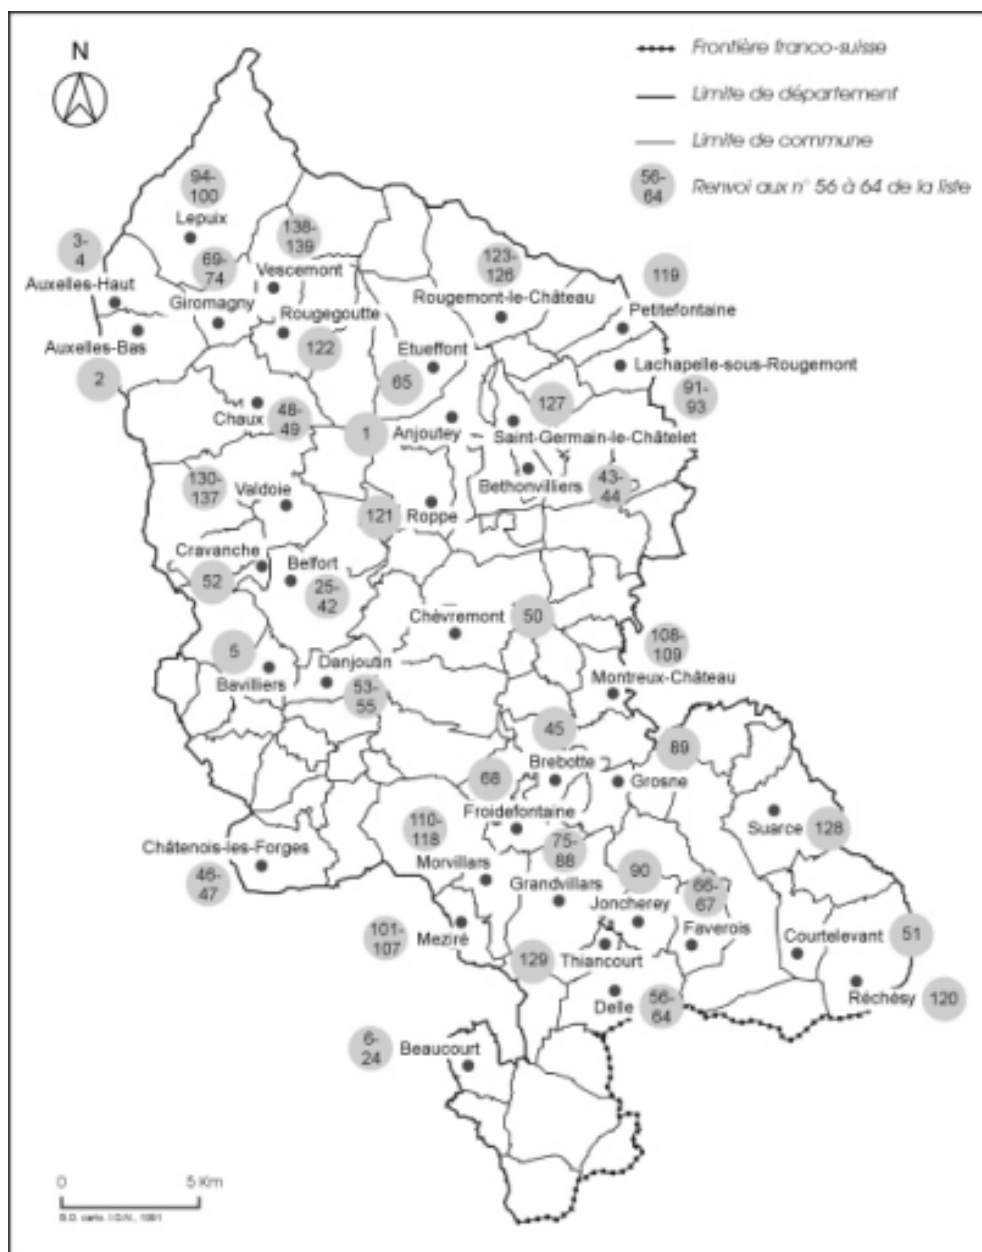 N
Frontière franco-suisse
Limite de département
Limite de commune
56-
64
Renvoi aux n° 56 à 64 de la liste
94-
100
Lepuix
138-
139
Vescemont
3-
4
Auxelles-Haut
69-
74
Giromagny
123-
126
Rougemont-le-Château
119
Petitefontaine
Rougegoutte
122
Auxelles-Bas
2
Etueffont
65
Lachapelle-sous-Rougemont
91-
93
Chaux
48-
49
1
Anjoutey
127
Saint-Germain-le-Châtelet
Bethonvilliers
43-
44
130-
137
Valdoie
121
Roppe
Cravanche
52
Belfort
25-
42
Chèvremont
50
5
Bavilliers
Danjoutin
53-
55
108-
109
Montreux-Château
45
Brebotte
89
Grosne
68
Froidefontaine
Suarce
128
110-
118
Morvillars
75-
88
Grandvillars
Châtenois-les-Forges
46-
47
90
Joncherey
66-
67
Faverois
101-
107
Meziré
Courtelevant
51
129
Thiancourt
Delle
56-
64
Réchésy
120
6-
24
Beaucourt
0
5 Km
B.D. carto. I.G.N., 1991